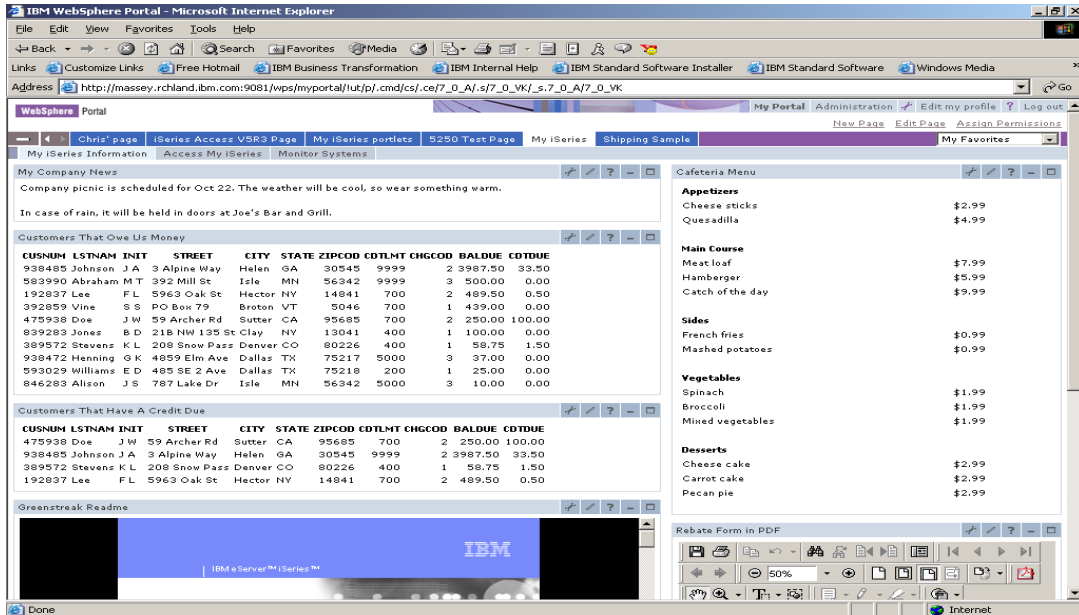 IBM WebSphere Portal - Microsoft Internet Explorer
File Edit View Favorites Tools Help
Back Search Favorites Media
Links Customize Links Free Hotmail IBM Business Transformation IBM Internal Help IBM Standard Software Installer IBM Standard Software Windows Media
Address http://massey.rchland.ibm.com:9081/wps/myportal/!ut/p/.cmd/cs/.ce/7_0_A/.s/7_0_VK/_s.7_0_A/7_0_VK Go
WebSphere Portal My Portal Administration Edit my profile ? Log out
New Page Edit Page Assign Permissions
Chris' page iSeries Access V5R3 Page My iSeries portlets 5250 Test Page My iSeries Shipping Sample My Favorites
My iSeries Information Access My iSeries Monitor Systems
My Company News
Company picnic is scheduled for Oct 22. The weather will be cool, so wear something warm.
In case of rain, it will be held in doors at Joe's Bar and Grill.
Customers That Owe Us Money
CUSNUM LSTNAM INIT STREET CITY STATE ZIPCOD CDTLMT CHGCOD BALDUE CDTDUE
938485 Johnson J A 3 Alpine Way Helen GA 30545 9999 2 3987.50 33.50
583990 Abraham M T 392 Mill St Isle MN 56342 9999 3 500.00 0.00
192837 Lee F L 5963 Oak St Hector NY 14841 700 2 489.50 0.50
392859 Vine S S PO Box 79 Broton VT 5046 700 1 439.00 0.00
475938 Doe J W 59 Archer Rd Sutter CA 95685 700 2 250.00 100.00
839283 Jones B D 21B NW 135 St Clay NY 13041 400 1 100.00 0.00
389572 Stevens K L 208 Snow Pass Denver CO 80226 400 1 58.75 1.50
938472 Henning G K 4859 Elm Ave Dallas TX 75217 5000 3 37.00 0.00
593029 Williams E D 485 SE 2 Ave Dallas TX 75218 200 1 25.00 0.00
846283 Alison J S 787 Lake Dr Isle MN 56342 5000 3 10.00 0.00
Customers That Have A Credit Due
CUSNUM LSTNAM INIT STREET CITY STATE ZIPCOD CDTLMT CHGCOD BALDUE CDTDUE
475938 Doe J W 59 Archer Rd Sutter CA 95685 700 2 250.00 100.00
938485 Johnson J A 3 Alpine Way Helen GA 30545 9999 2 3987.50 33.50
389572 Stevens K L 208 Snow Pass Denver CO 80226 400 1 58.75 1.50
192837 Lee F L 5963 Oak St Hector NY 14841 700 2 489.50 0.50
Greenstreak Readme
IBM
IBM eServer™ iSeries™
Cafeteria Menu
Appetizers
Cheese sticks $2.99
Quesadilla $4.99
Main Course
Meat loaf $7.99
Hamberger $5.99
Catch of the day $9.99
Sides
French fries $0.99
Mashed potatoes $0.99
Vegetables
Spinach $1.99
Broccoli $1.99
Mixed vegetables $1.99
Desserts
Cheese cake $2.99
Carrot cake $2.99
Pecan pie $2.99
Rebate Form in PDF
50%
Done Internet